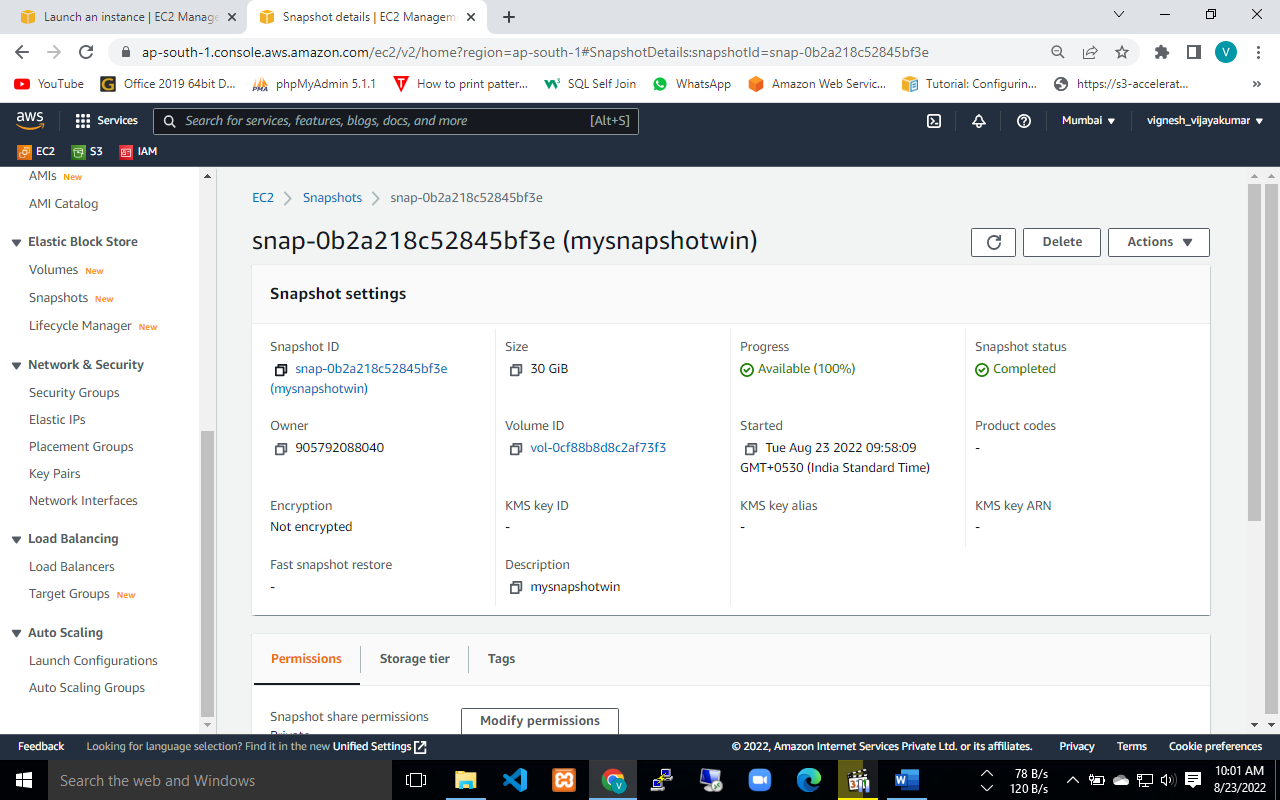 Launch an instance | EC2 Manage
Snapshot details | EC2 Managem
ap-south-1.console.aws.amazon.com/ec2/v2/home?region=ap-south-1#SnapshotDetails:snapshotId=snap-0b2a218c52845bf3e
V
YouTube
G
Office 2019 64bit D...
PMA
phpMyAdmin 5.1.1
How to print patter...
SQL Self Join
WhatsApp
Amazon Web Servic...
Tutorial: Configurin...
https://s3-accelerat...
»
aws
Services
Search for services, features, blogs, docs, and more
[Alt+S]
Mumbai
vignesh_vijayakumar
EC2
S3
IAM
AMIs New
AMI Catalog
Elastic Block Store
Volumes New
Snapshots New
Lifecycle Manager New
Network & Security
Security Groups
Elastic IPs
Placement Groups
Key Pairs
Network Interfaces
Load Balancing
Load Balancers
Target Groups New
Auto Scaling
Launch Configurations
Auto Scaling Groups
EC2
Snapshots
snap-0b2a218c52845bf3e
snap-0b2a218c52845bf3e (mysnapshotwin)
Delete
Actions
Snapshot settings
Snapshot ID
snap-0b2a218c52845bf3e
(mysnapshotwin)
Size
30 GiB
Progress
Available (100%)
Snapshot status
Completed
Owner
905792088040
Volume ID
vol-0cf88b8d8c2af73f3
Started
Tue Aug 23 2022 09:58:09
GMT+0530 (India Standard Time)
Product codes
-
Encryption
Not encrypted
KMS key ID
-
KMS key alias
-
KMS key ARN
-
Fast snapshot restore
-
Description
mysnapshotwin
Permissions
Storage tier
Tags
Snapshot share permissions
Private
Modify permissions
Feedback
Looking for language selection? Find it in the new Unified Settings
© 2022, Amazon Internet Services Private Ltd. or its affiliates.
Privacy
Terms
Cookie preferences
Search the web and Windows
78 B/s
120 B/s
10:01 AM
8/23/2022